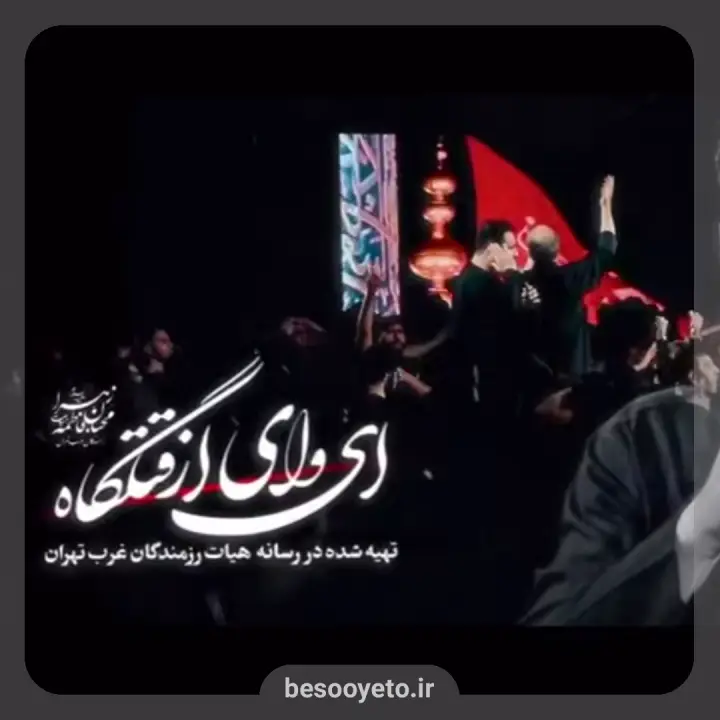 ای وای از قتلگاه
تهیه شده در رسانه هیات رزمندگان غرب تهران
besooyeto.ir